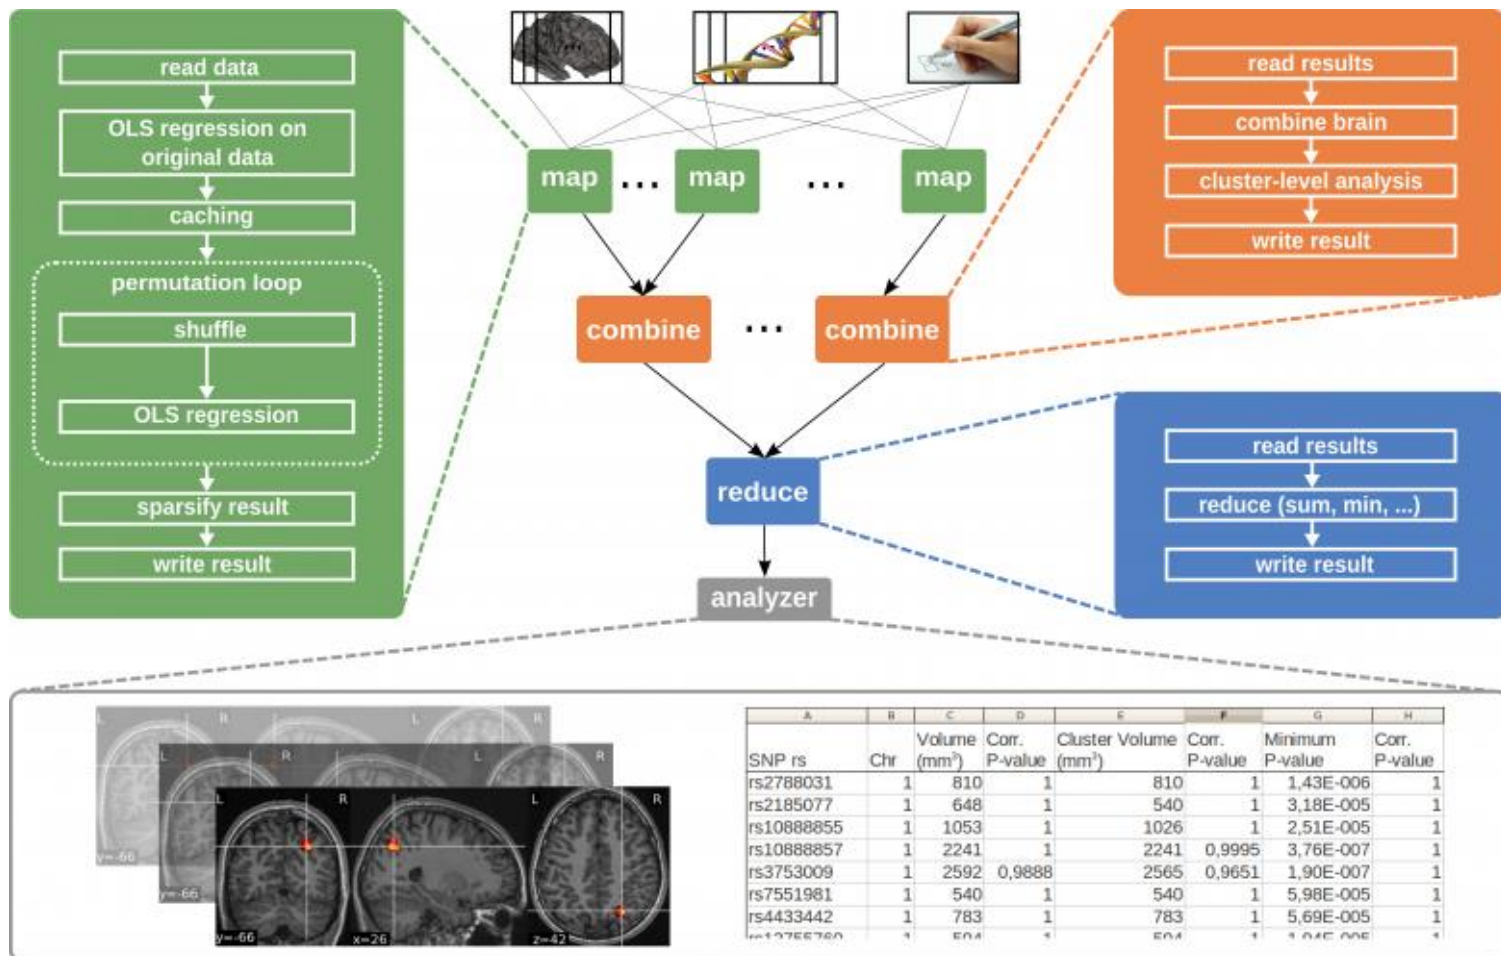 read data
OLS regression on
original data
caching
permutation loop
shuffle
OLS regression
sparsify result
write result
map ... map ... map
combine ... combine
reduce
analyzer
read results
combine brain
cluster-level analysis
write result
read results
reduce (sum, min, ...)
write result
L R L
y=-66
L R
y=-66
L R L R
y=-66 x=26 z=42
A B C D E F G H
Volume Corr. Cluster Volume Corr. Minimum Corr.
SNP rs Chr (mm³) P-value (mm³) P-value P-value P-value
rs2788031 1 810 1 810 1 1,43E-006 1
rs2185077 1 648 1 540 1 3,18E-005 1
rs10888855 1 1053 1 1026 1 2,51E-005 1
rs10888857 1 2241 1 2241 0,9995 3,76E-007 1
rs3753009 1 2592 0,9888 2565 0,9651 1,90E-007 1
rs7551981 1 540 1 540 1 5,98E-005 1
rs4433442 1 783 1 783 1 5,69E-005 1